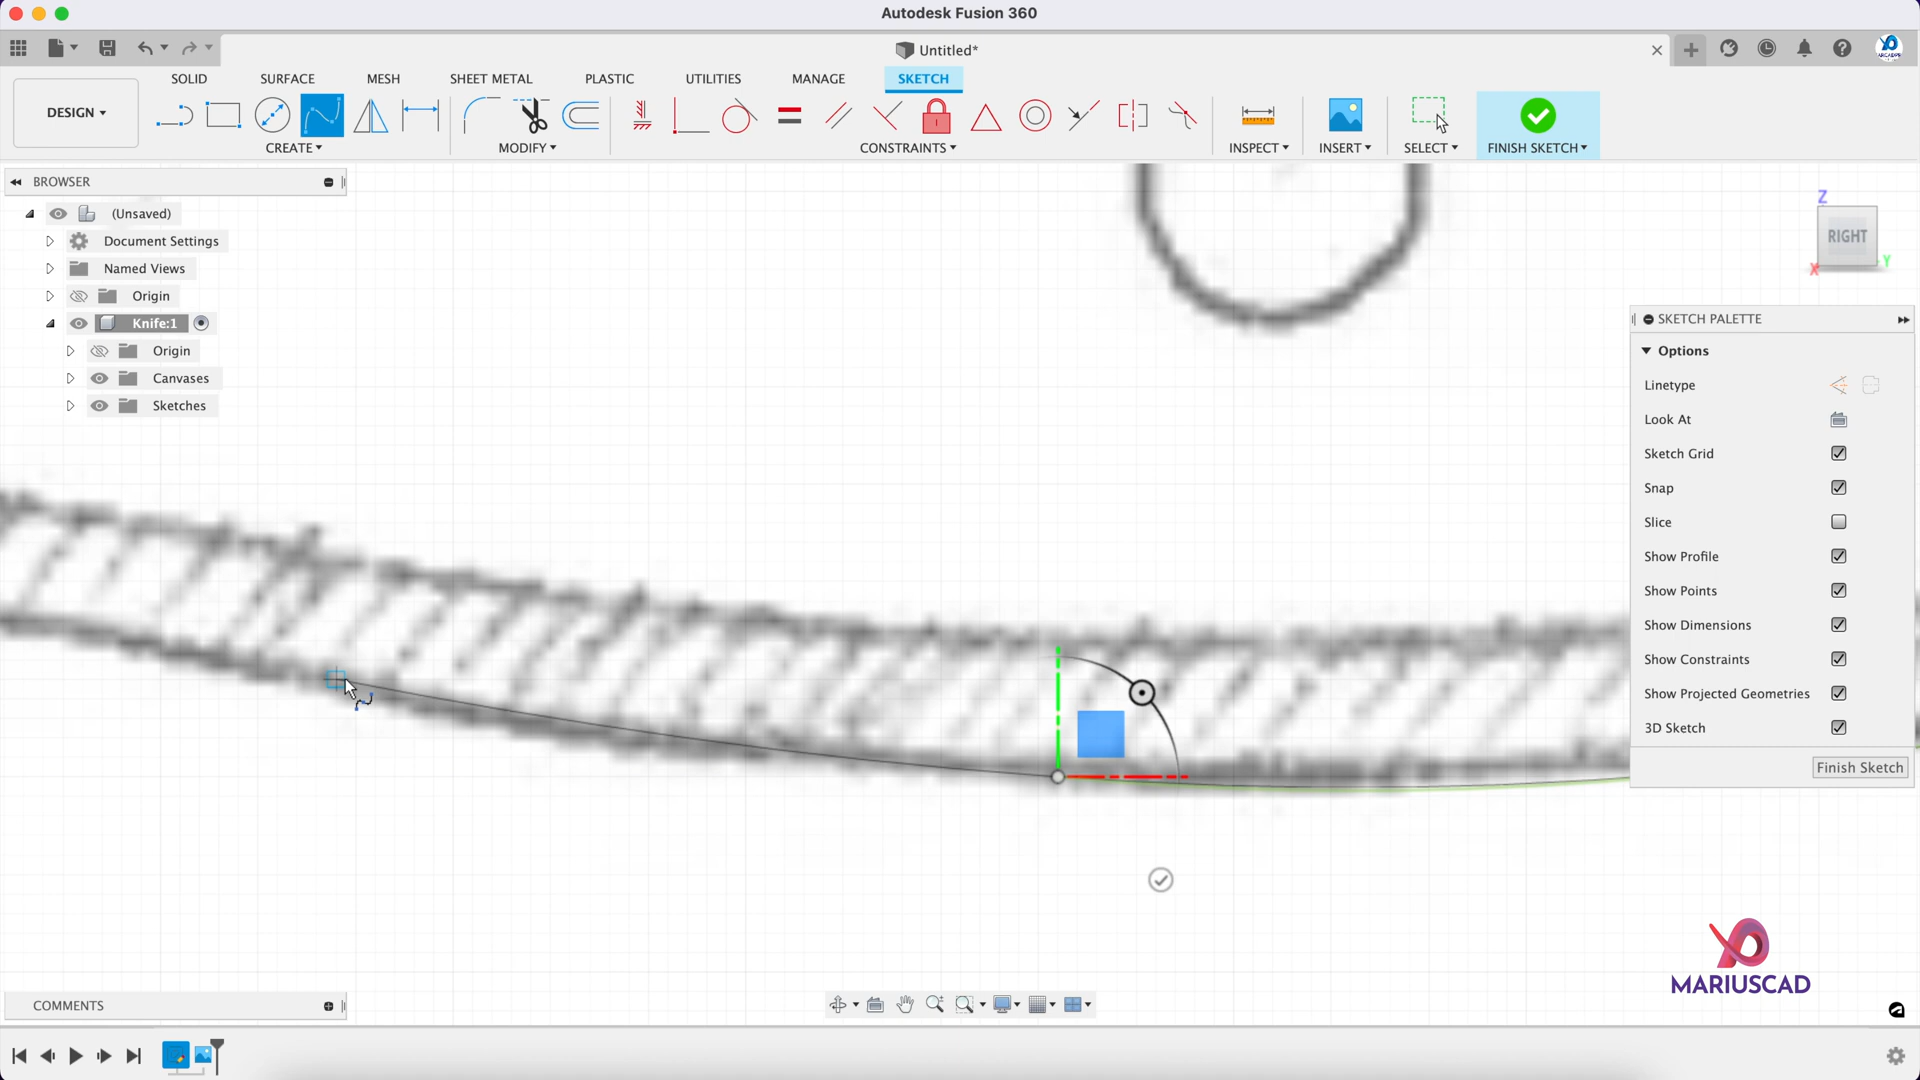 Autodesk Fusion 360
Untitled*
SOLID SURFACE MESH SHEET METAL PLASTIC UTILITIES MANAGE SKETCH
DESIGN
CREATE MODIFY CONSTRAINTS INSPECT INSERT SELECT FINISH SKETCH
BROWSER
(Unsaved)
Document Settings
Named Views
Origin
Knife:1
Origin
Canvases
Sketches
Z
RIGHT
X
Y
SKETCH PALETTE
Options
Linetype
Look At
Sketch Grid
Snap
Slice
Show Profile
Show Points
Show Dimensions
Show Constraints
Show Projected Geometries
3D Sketch
Finish Sketch
MARIUSCAD
COMMENTS